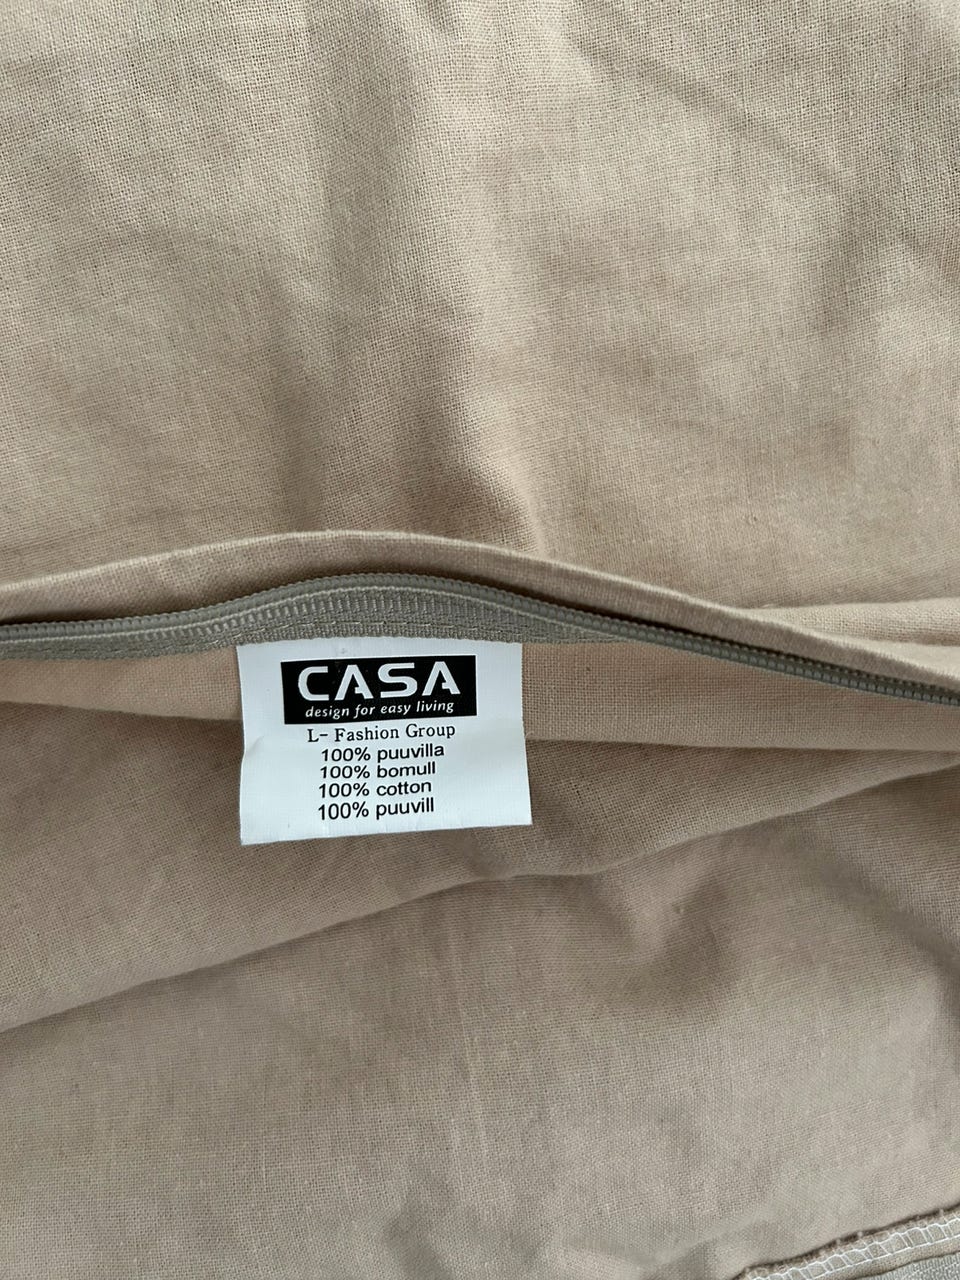 CASA
design for easy living
L- Fashion Group
100% puuvilla
100% bomull
100% cotton
100% puuvill